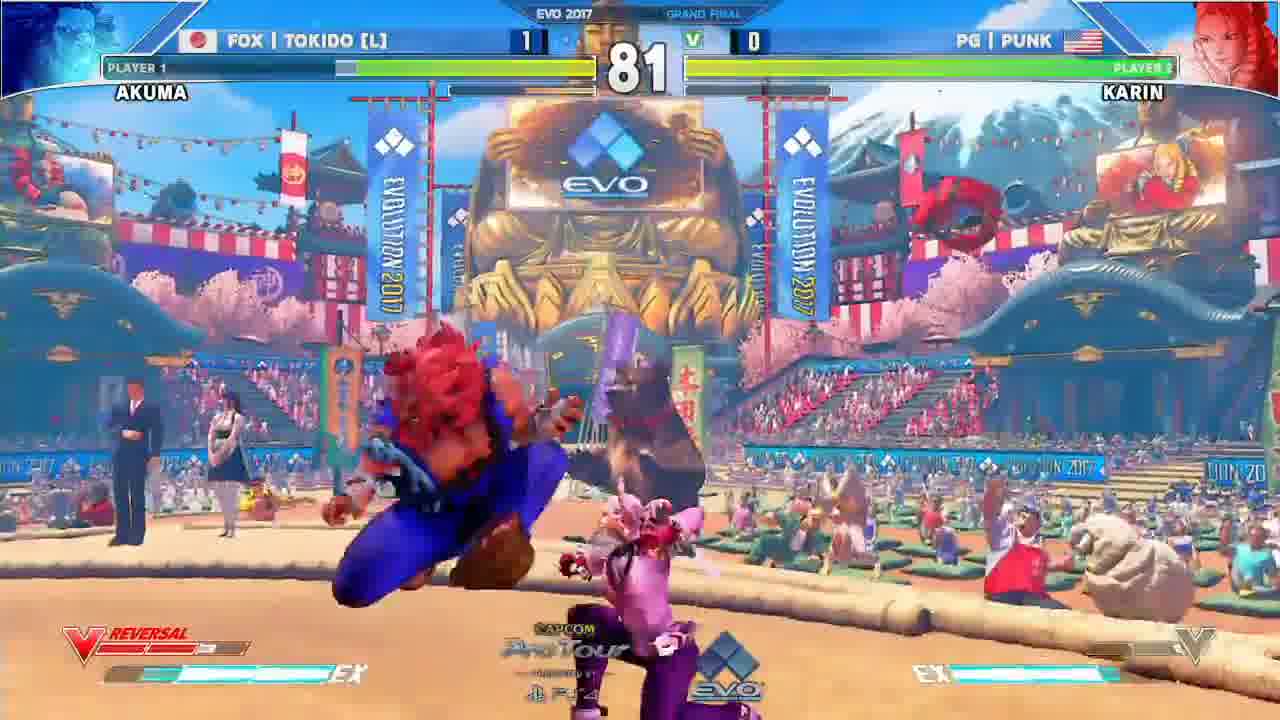 EVO 2017 GRAND FINAL
FOX | TOKIDO [L] 1 81 V 0 PG | PUNK
PLAYER 1 PLAYER 2
AKUMA KARIN
EVO
EVOLUTION 2017 EVOLUTION 2017
REVERSAL
CAPCOM
Pro Tour
PS4
EVO
EX EX